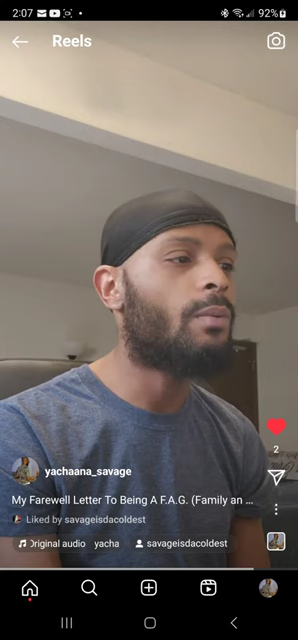 2:07 92%
Reels
2
yachaana_savage
My Farewell Letter To Being A F.A.G. (Family an ...
Liked by savageisdacoldest
Original audio yacha savageisdacoldest